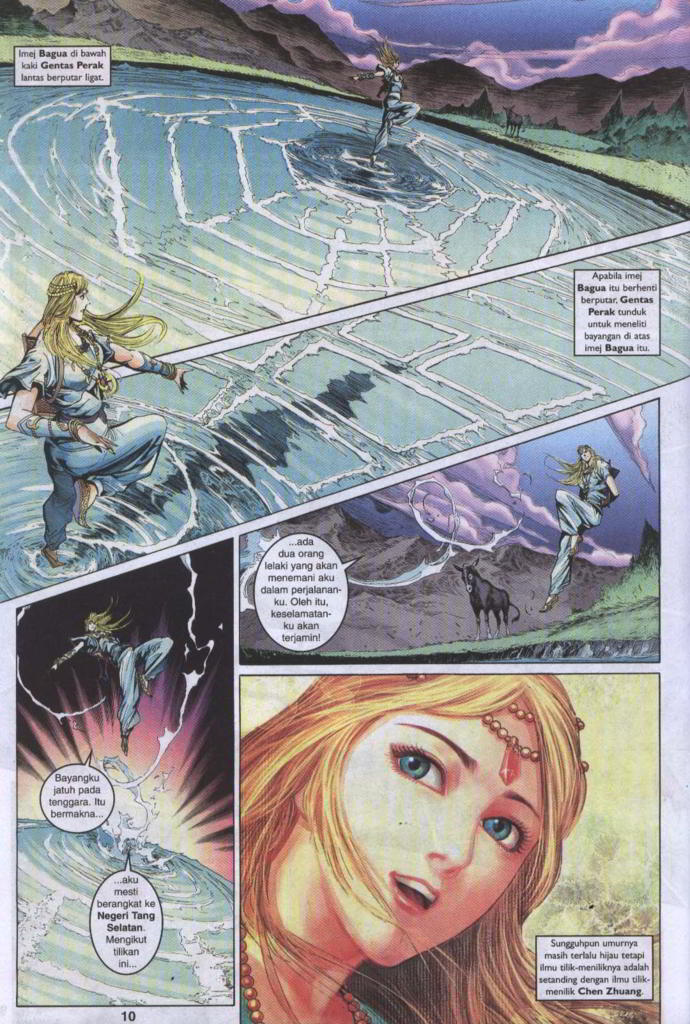 Imej Bagua di bawah
kaki Gentas Perak
lantas berputar ligat.
Apabila imej
Bagua itu berhenti
berputar, Gentas
Perak tunduk
untuk meneliti
bayangan di atas
imej Bagua itu.
Bayangku
jatuh pada
tenggara. Itu
bermakna...
...aku
mesti
berangkat ke
Negeri Tang
Selatan.
Mengikut
tilikan
ini...
...ada
dua orang
lelaki yang akan
menemani aku
dalam perjalanan-
ku. Oleh itu,
keselamatan-
ku akan
terjamin!
Sungguhpun umurnya
masih terlalu hijau tetapi
ilmu tilik-meniliknya adalah
setanding dengan ilmu tilik-
menilik Chen Zhuang.
10